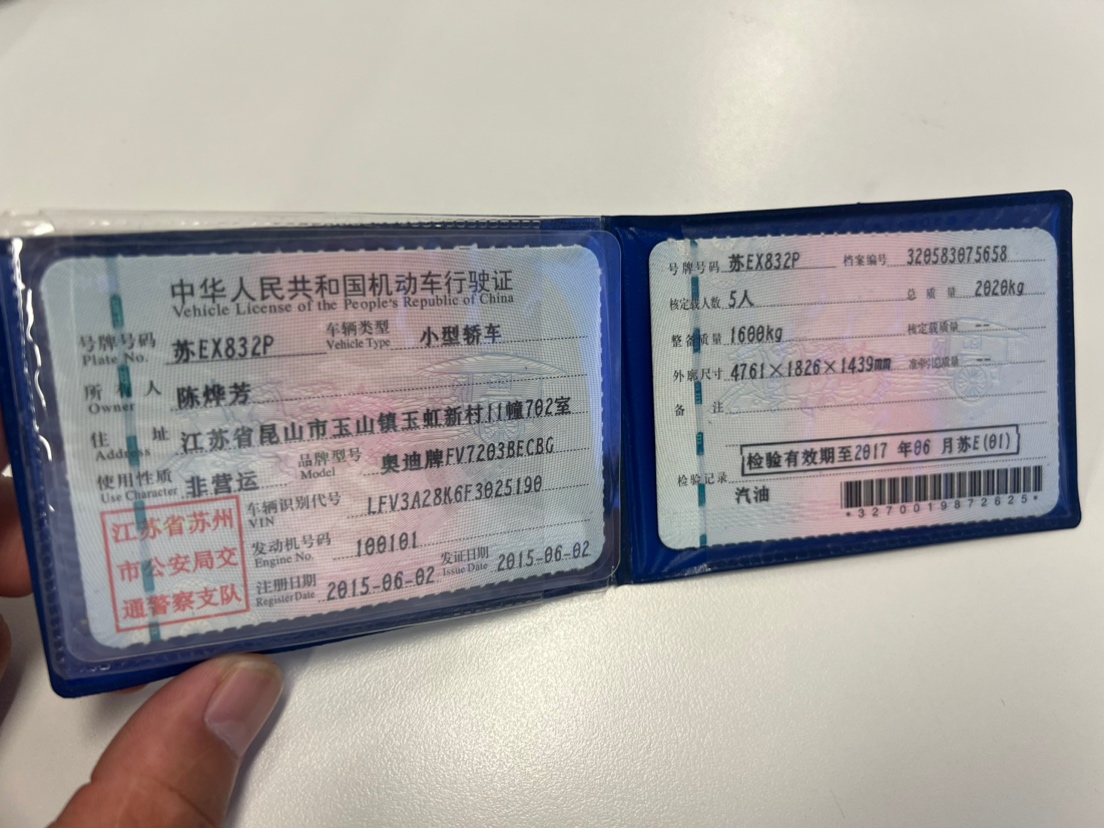 中华人民共和国机动车行驶证
Vehicle License of the People's Republic of China
号牌号码 苏EX832P 车辆类型 小型轿车
Plate No. Vehicle Type
所有人 陈烨芳
Owner
住址 江苏省昆山市玉山镇玉虹新村11幢702室
Address
使用性质 非营运 品牌型号 奥迪牌FV7203BECBG
Use Character Model
车辆识别代号 LFV3A28K6F3025190
VIN
发动机号码 100101
Engine No.
注册日期 2015-06-02 发证日期 2015-06-02
Register Date Issue Date
江苏省苏州
市公安局交
通警察支队
号牌号码 苏EX832P 档案编号 320583075658
核定载人数 5人 总质量 2020kg
整备质量 1600kg 核定载质量 --
外廓尺寸 4761×1826×1439mm 准牵引总质量 --
备注
检验有效期至2017年06月苏E(01)
检验记录
汽油
*3270019872625*